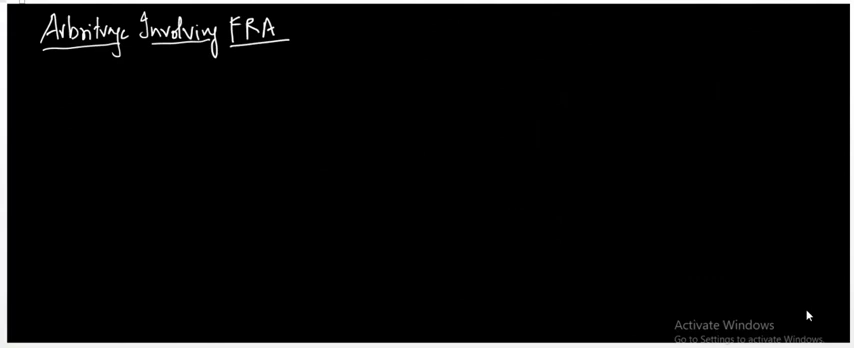 Arbitrage Involving FRA
Activate Windows
Go to Settings to activate Windows.